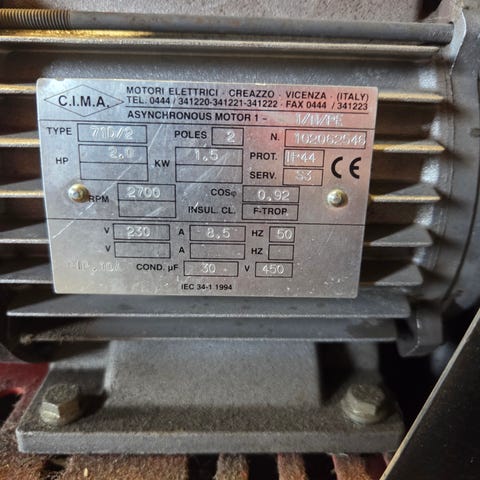 C.I.M.A. MOTORI ELETTRICI · CREAZZO · VICENZA · (ITALY)
TEL. 0444 / 341220-341221-341222 · FAX 0444 / 341223
ASYNCHRONOUS MOTOR 1 ~ 1/N/PE
TYPE 71D/2 POLES 2 N. 102062546
HP 2.0 KW 1.5 PROT. IP44 CE
SERV. S3
RPM 2700 COSφ 0.92
INSUL. CL. F-TROP
V 230 A 8.5 HZ 50
V A HZ
COND. µF 30 V 450
IEC 34-1 1994